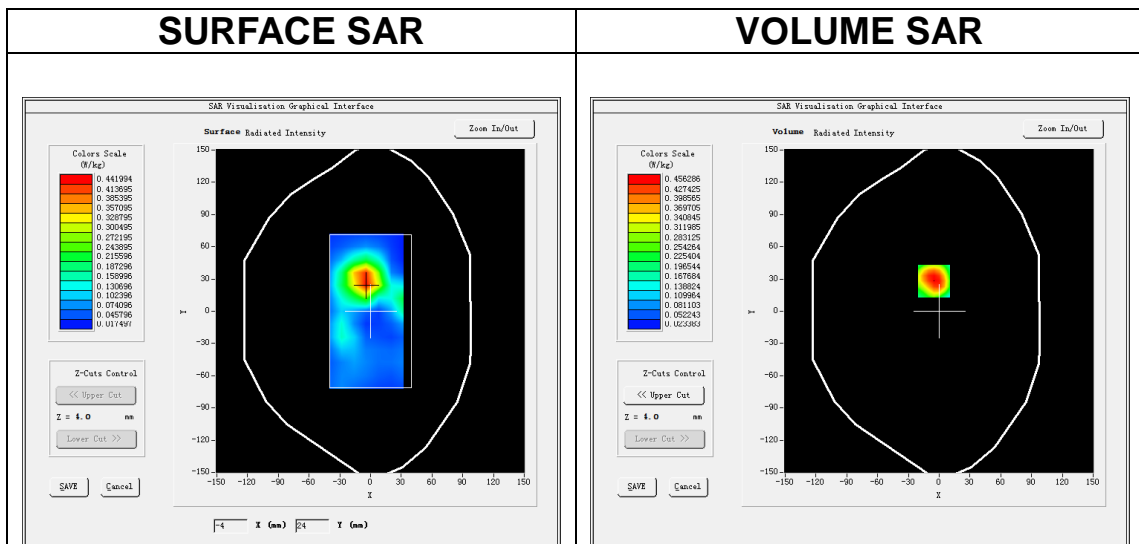 SURFACE SAR
VOLUME SAR
SAR Visualisation Graphical Interface
Surface Radiated Intensity
Zoom In/Out
Colors Scale
(W/kg)
0.441994
0.413695
0.385395
0.357095
0.328795
0.300495
0.272195
0.243895
0.215596
0.187296
0.158996
0.130696
0.102396
0.074096
0.045796
0.017497
150
120
90
60
30
0
-30
-60
-90
-120
-150
Y
-150 -120 -90 -60 -30 0 30 60 90 120 150
X
Z-Cuts Control
<< Upper Cut
Z = 4.0 mm
Lower Cut >>
SAVE Cancel
-4 X (mm) 24 Y (mm)
SAR Visualisation Graphical Interface
Volume Radiated Intensity
Zoom In/Out
Colors Scale
(W/kg)
0.456286
0.427425
0.398565
0.369705
0.340845
0.311985
0.283125
0.254264
0.225404
0.196544
0.167684
0.138824
0.109964
0.081103
0.052243
0.023383
150
120
90
60
30
0
-30
-60
-90
-120
-150
Y
-150 -120 -90 -60 -30 0 30 60 90 120 150
X
Z-Cuts Control
<< Upper Cut
Z = 4.0 mm
Lower Cut >>
SAVE Cancel